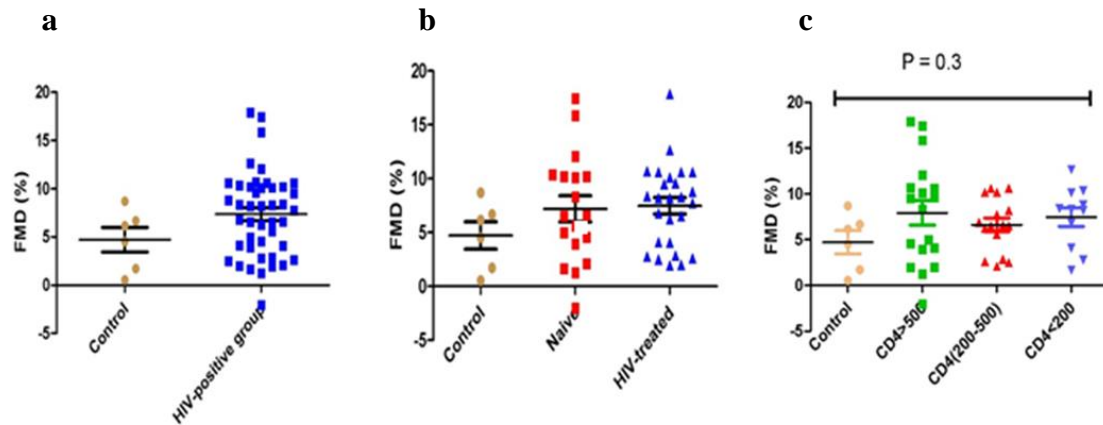 a
b
c
P = 0.3
FMD (%)
20
15
10
5
0
-5
Control
HIV-positive group
FMD (%)
20
15
10
5
0
-5
Control
Naive
HIV-treated
FMD (%)
20
15
10
5
0
-5
Control
CD4>500
CD4(200-500)
CD4<200